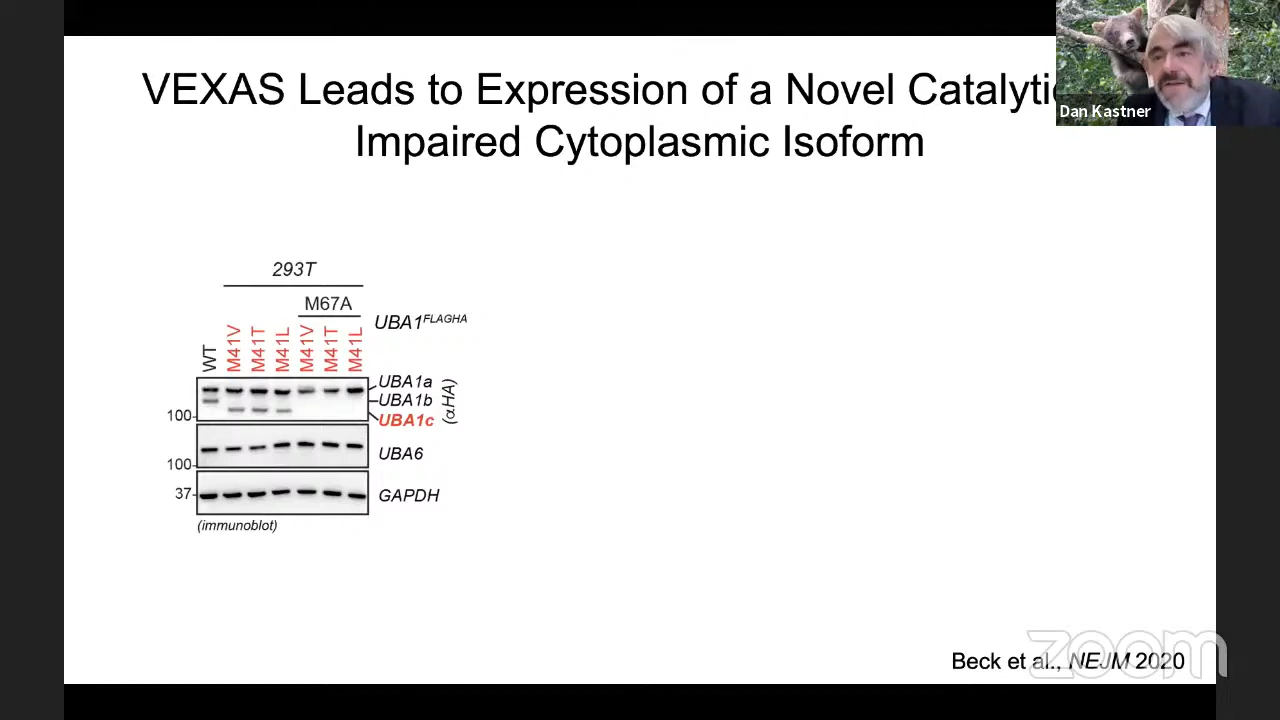 VEXAS Leads to Expression of a Novel
Impaired Cytoplasmic Isoform
Dan Kastner
293T
M67A
UBA1FLAGHA
WT
M41V
M41T
M41L
M41V
M41T
M41L
UBA1a
UBA1b
UBA1c
(αHA)
100
UBA6
100
37
GAPDH
(immunoblot)
Beck et al., NEJM 2020
zoom